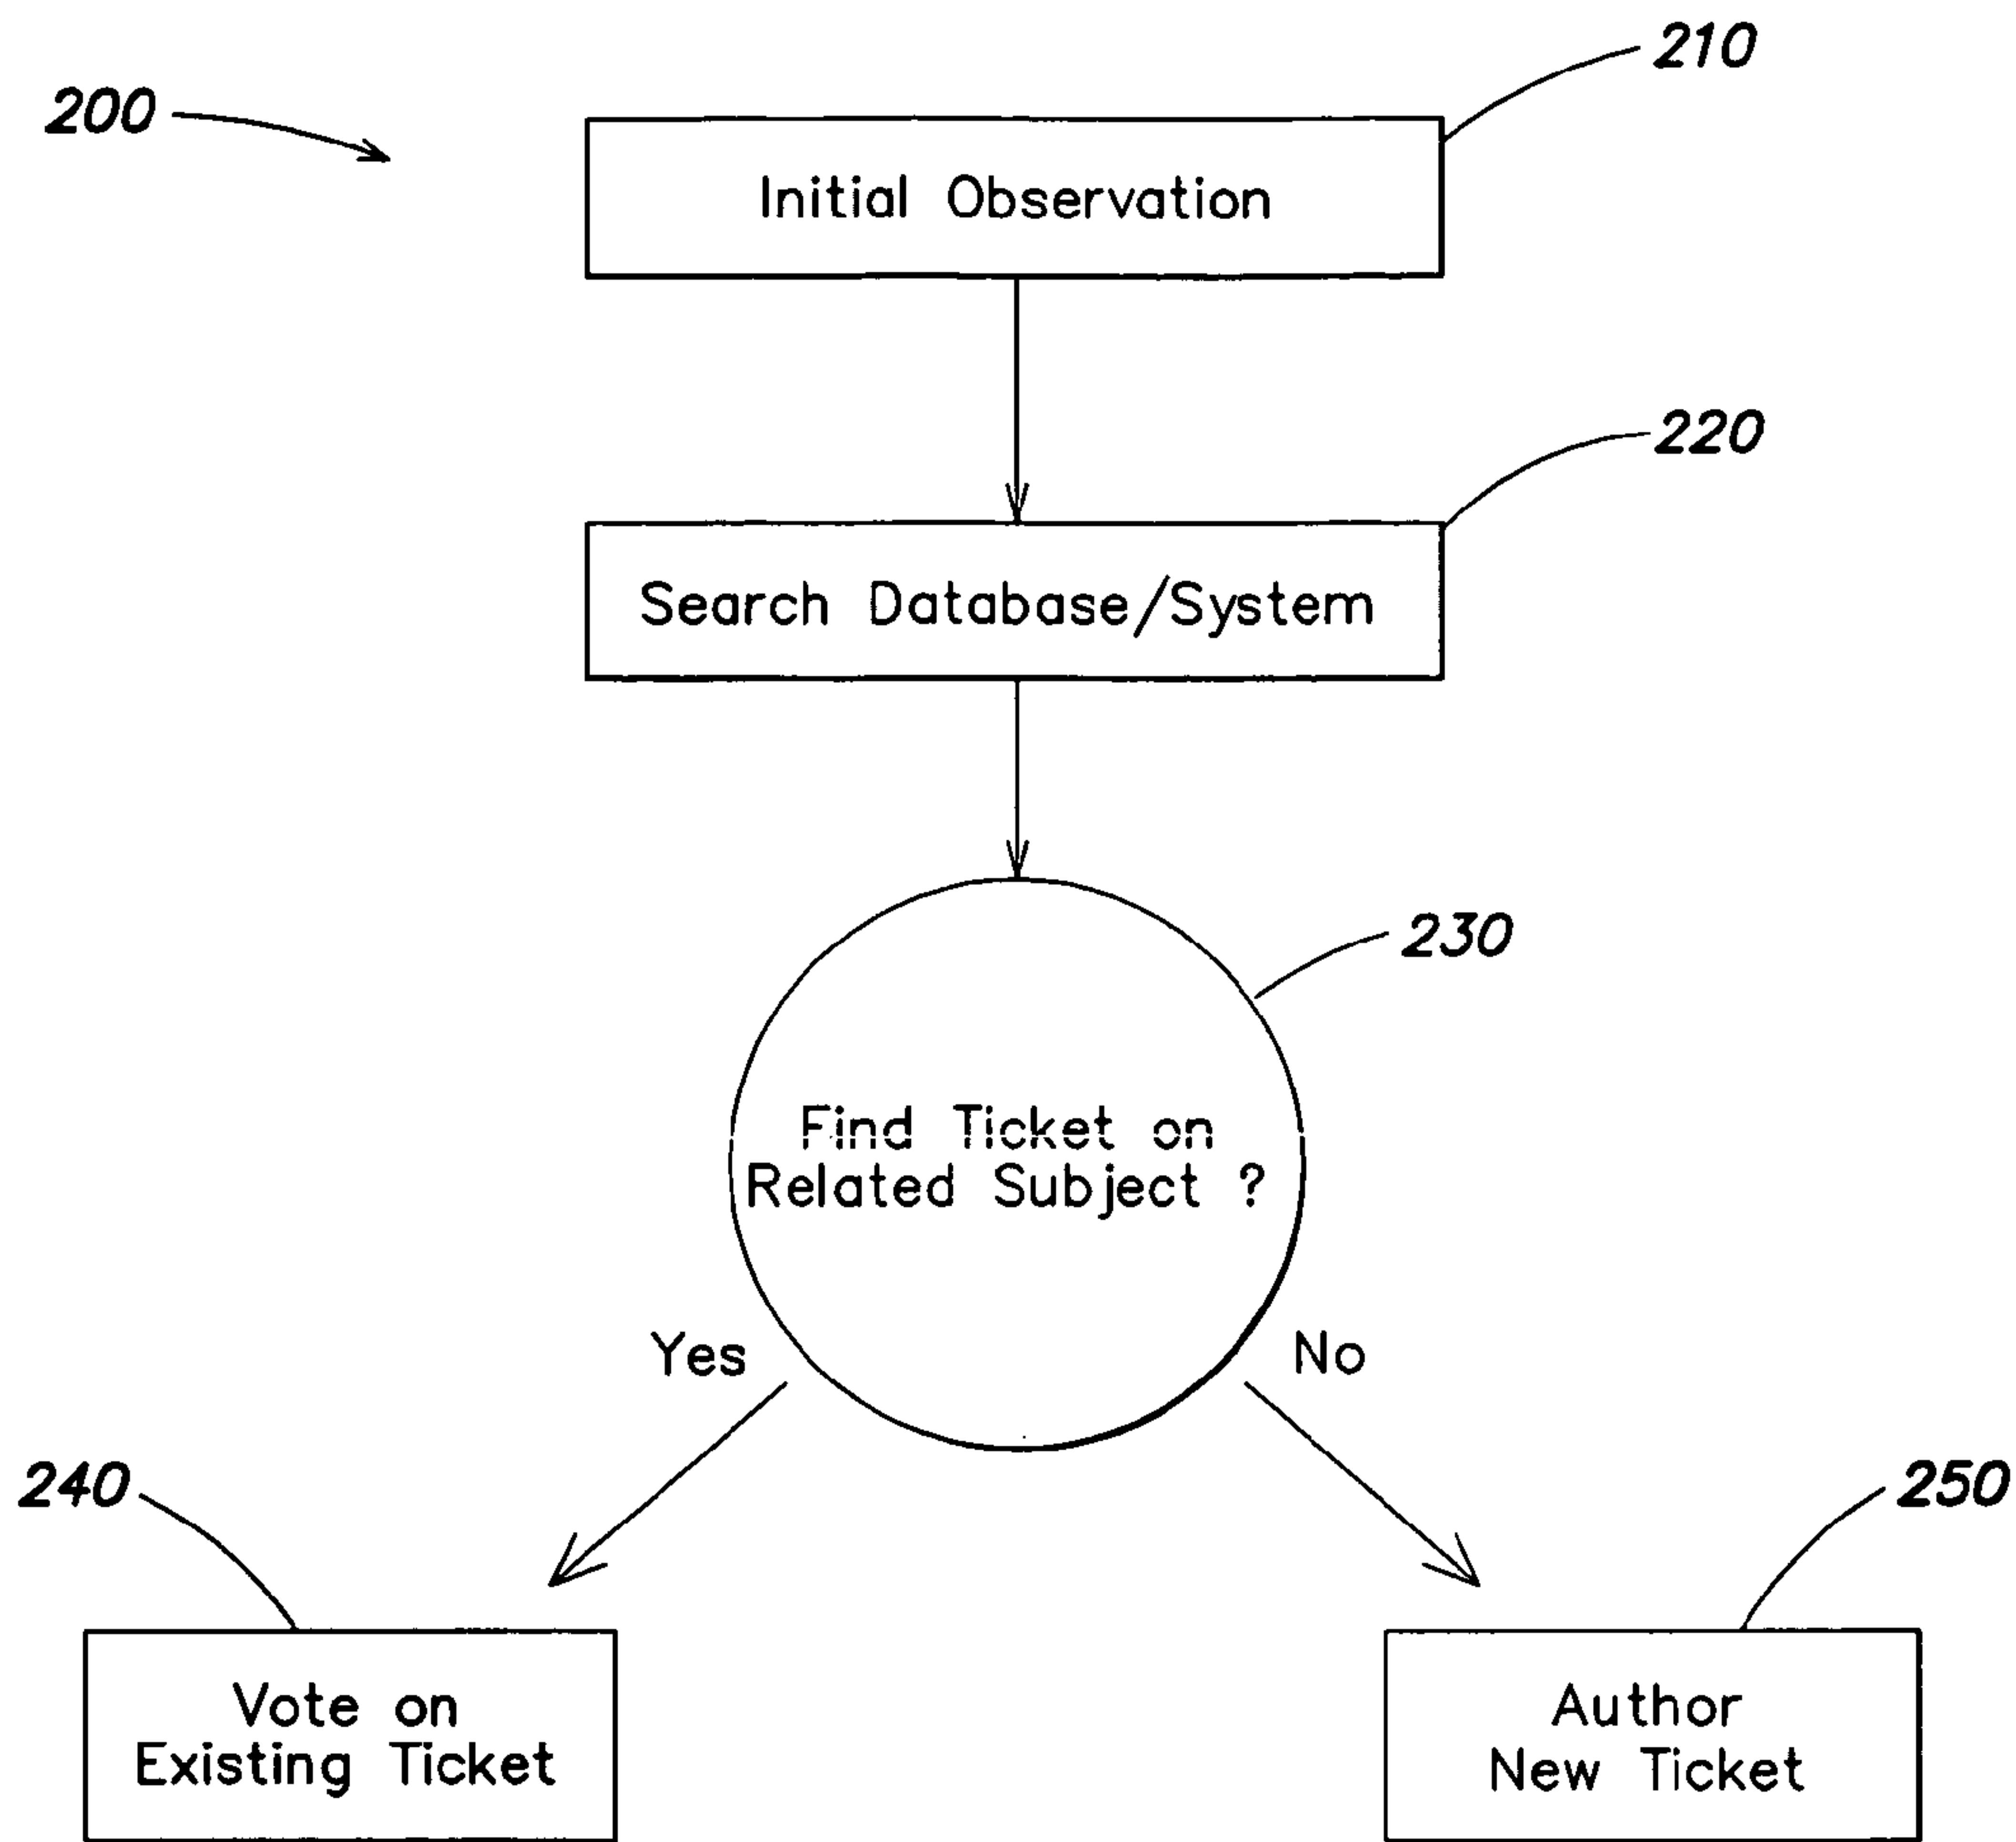 210
200
Initial Observation
220
Search Database/System
230
Find Ticket on
Related Subject ?
Yes
No
240
250
Vote on
Existing Ticket
Author
New Ticket